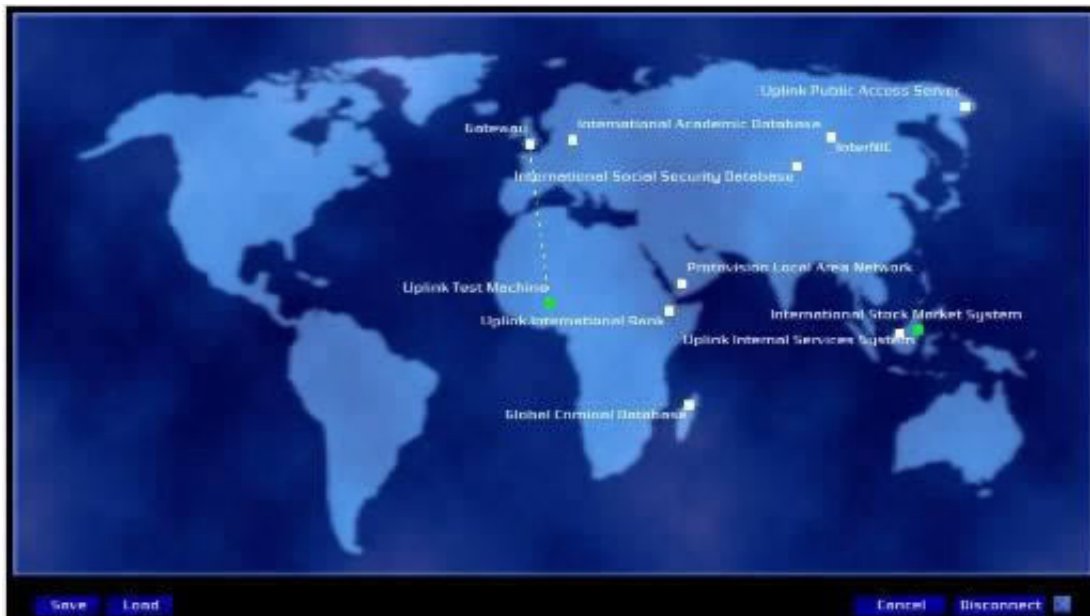 Uplink Public Access Server
Gateway
International Academic Database
InterNIC
International Social Security Database
Protovision Local Area Network
Uplink Test Machine
International Stock Market System
Uplink International Bank
Uplink Internal Services System
Global Criminal Database
Save
Load
Cancel
Disconnect